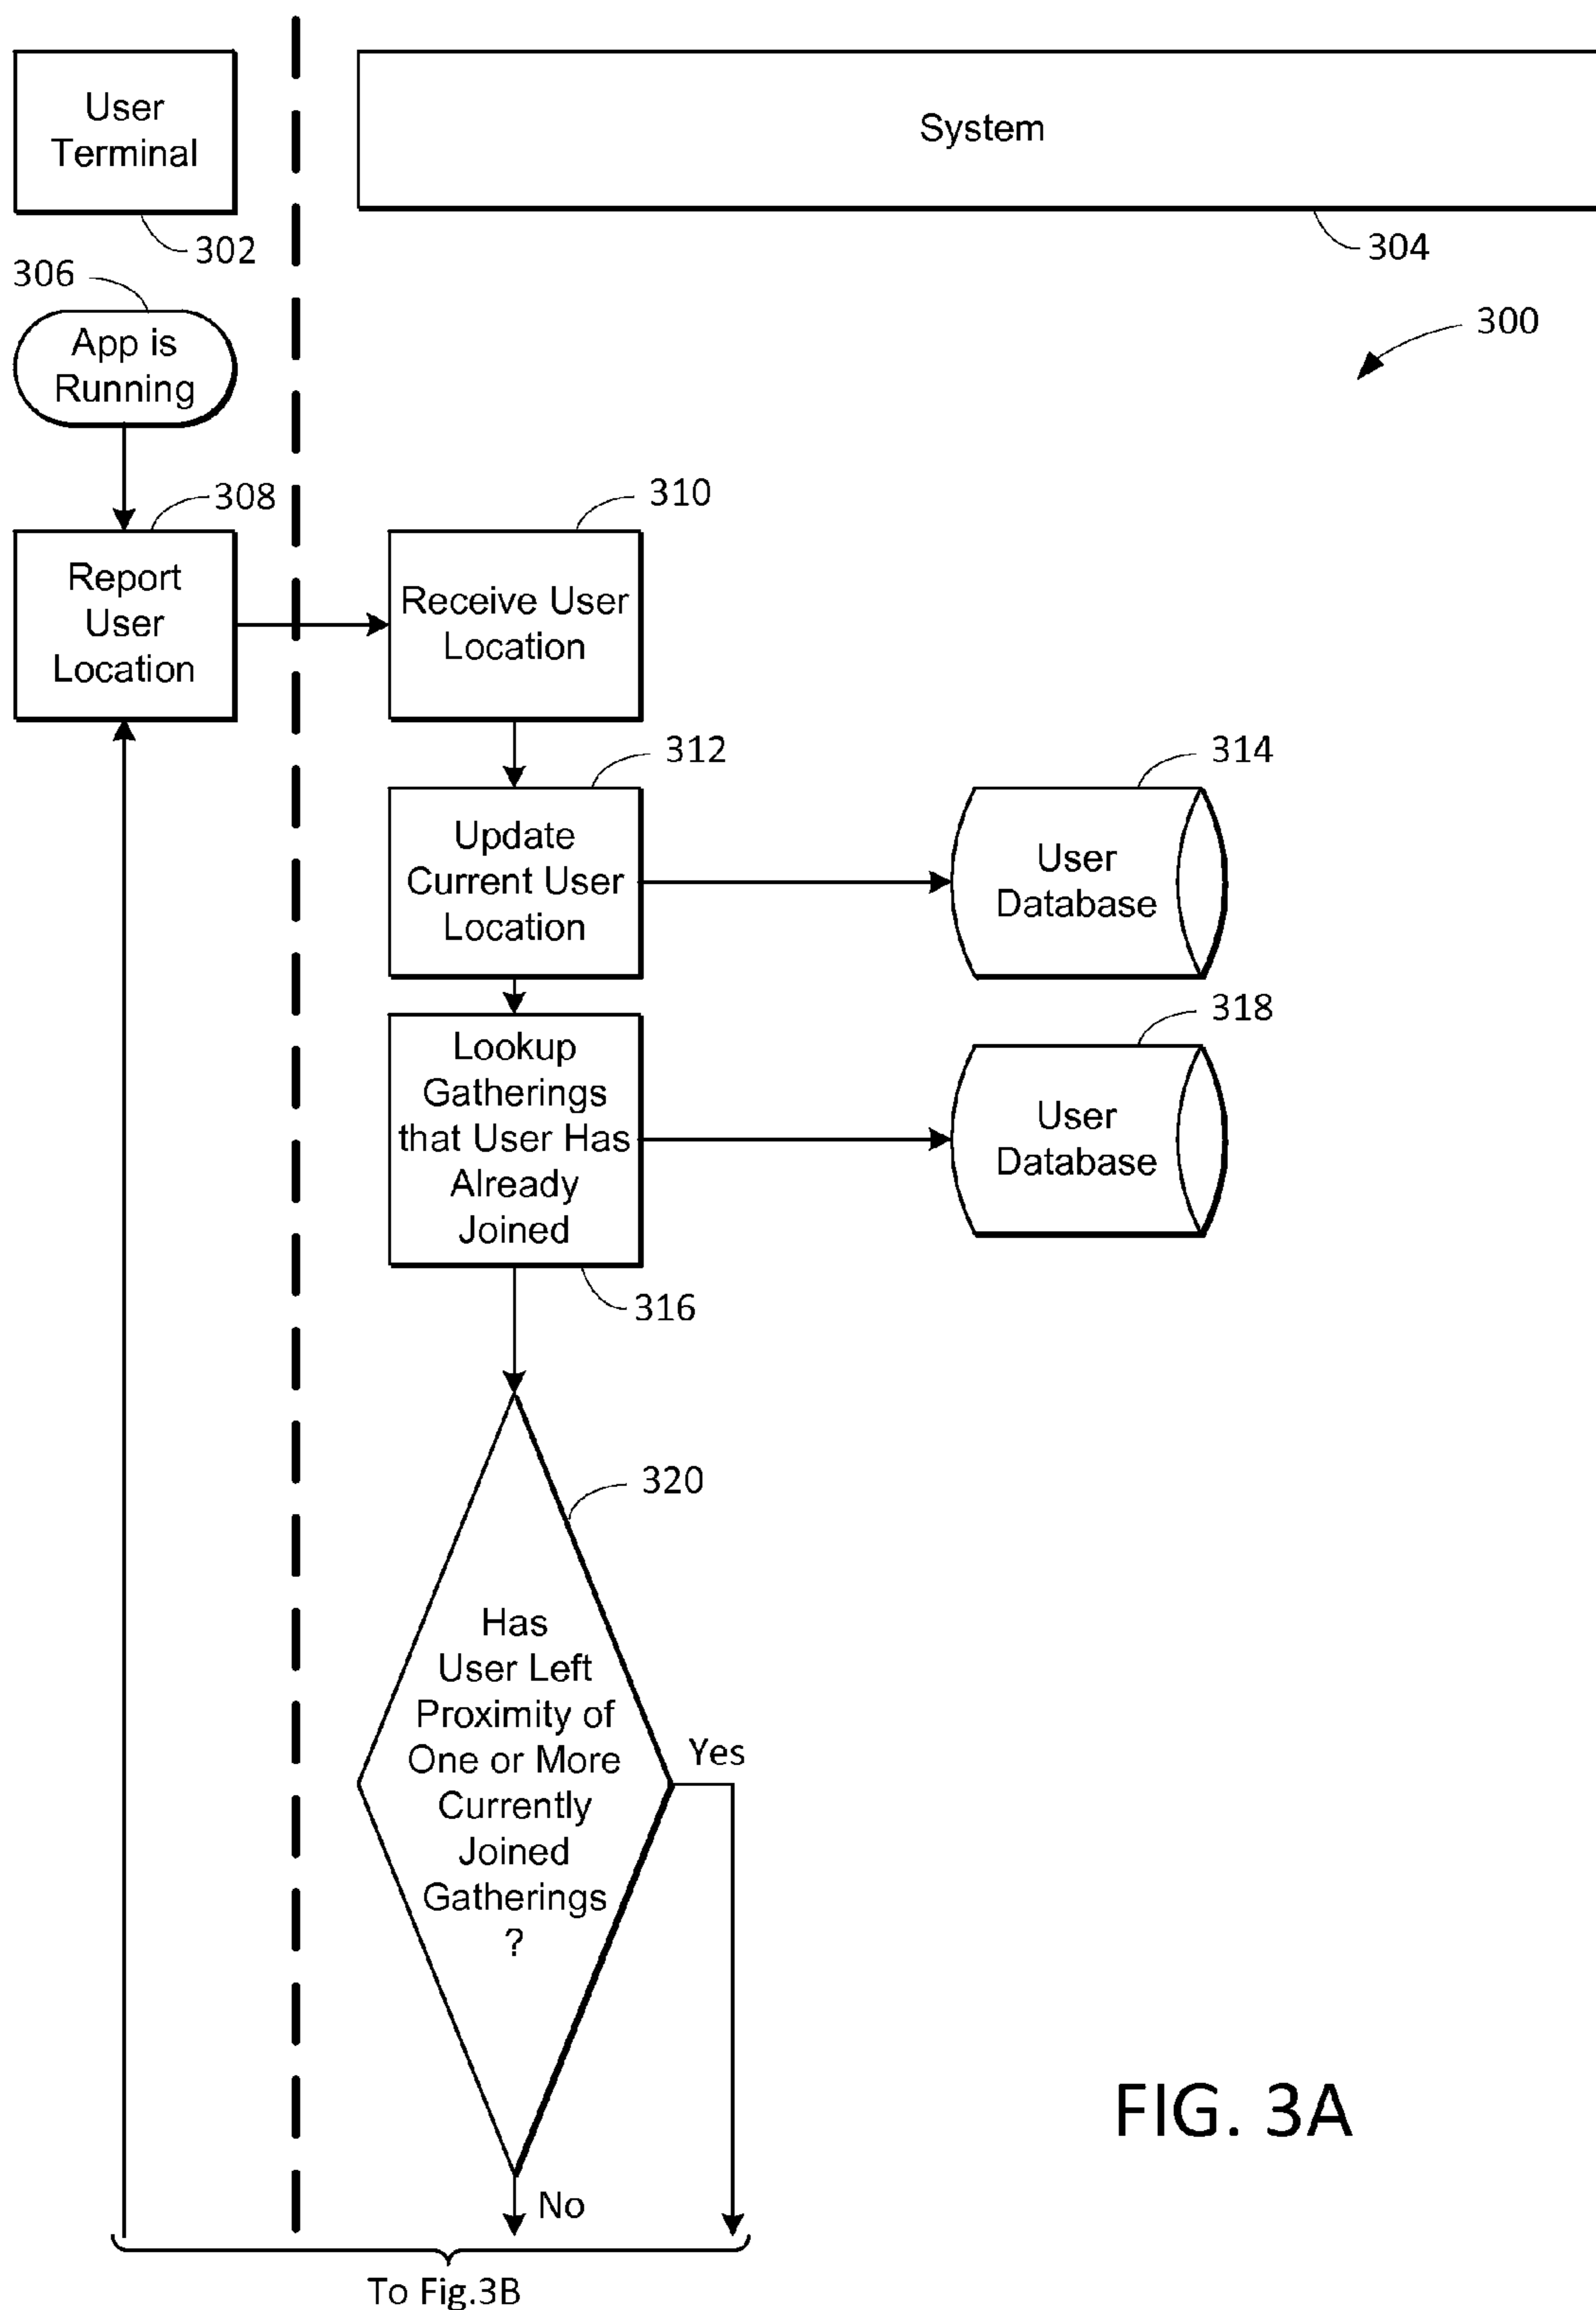 User
Terminal
302
System
304
306
App is
Running
300
308
Report
User
Location
310
Receive User
Location
312
Update
Current User
Location
314
User
Database
Lookup
Gatherings
that User Has
Already
Joined
316
318
User
Database
320
Has
User Left
Proximity of
One or More
Currently
Joined
Gatherings
?
Yes
No
To Fig.3B
FIG. 3A